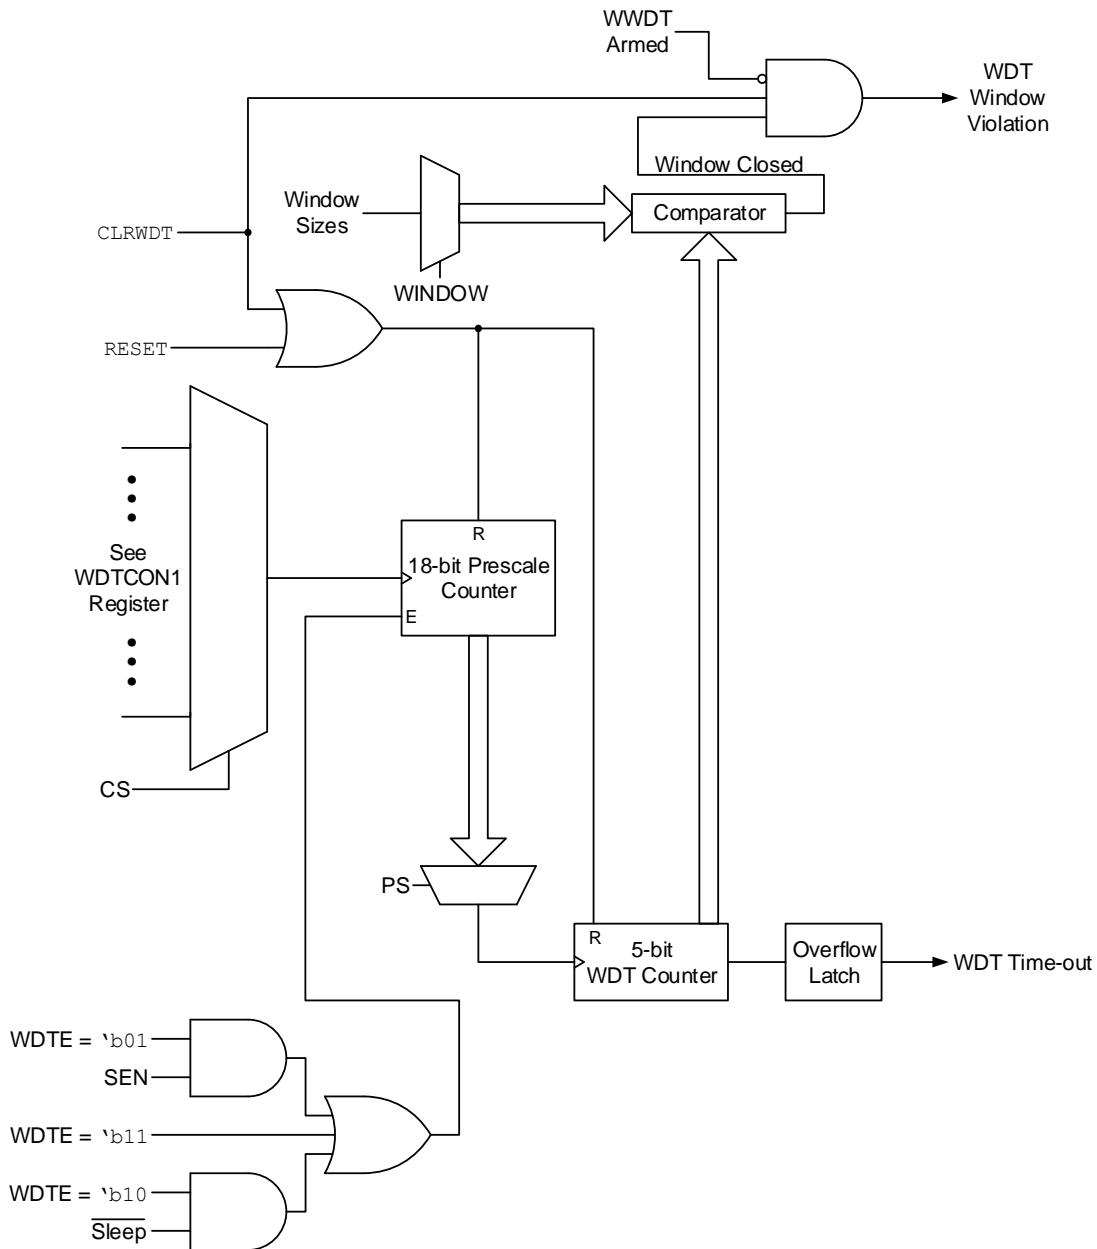 WWDT
Armed
WDT
Window
Violation
Window Closed
Window
Sizes
Comparator
CLRWDT
WINDOW
RESET
R
18-bit Prescale
Counter
E
See
WDTCON1
Register
CS
PS
R
5-bit
WDT Counter
Overflow
Latch
WDT Time-out
WDTE = ‘b01
SEN
WDTE = ‘b11
WDTE = ‘b10
Sleep